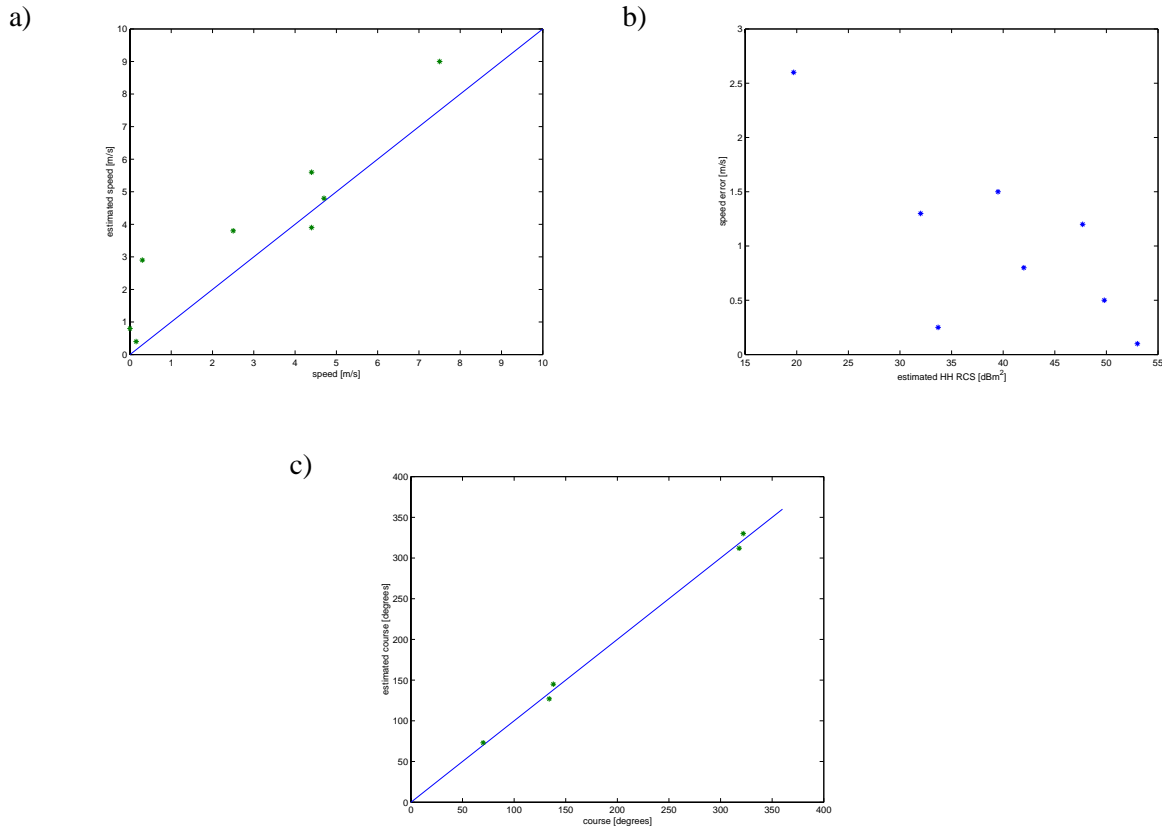 a)
10
9
8
7
6
5
4
3
2
1
0
estimated speed [m/s]
0 1 2 3 4 5 6 7 8 9 10
speed [m/s]
b)
3
2.5
2
1.5
1
0.5
0
speed error [m/s]
15 20 25 30 35 40 45 50 55
estimated HH RCS [dBm²]
c)
400
350
300
250
200
150
100
50
0
estimated course [degrees]
0 50 100 150 200 250 300 350 400
course [degrees]